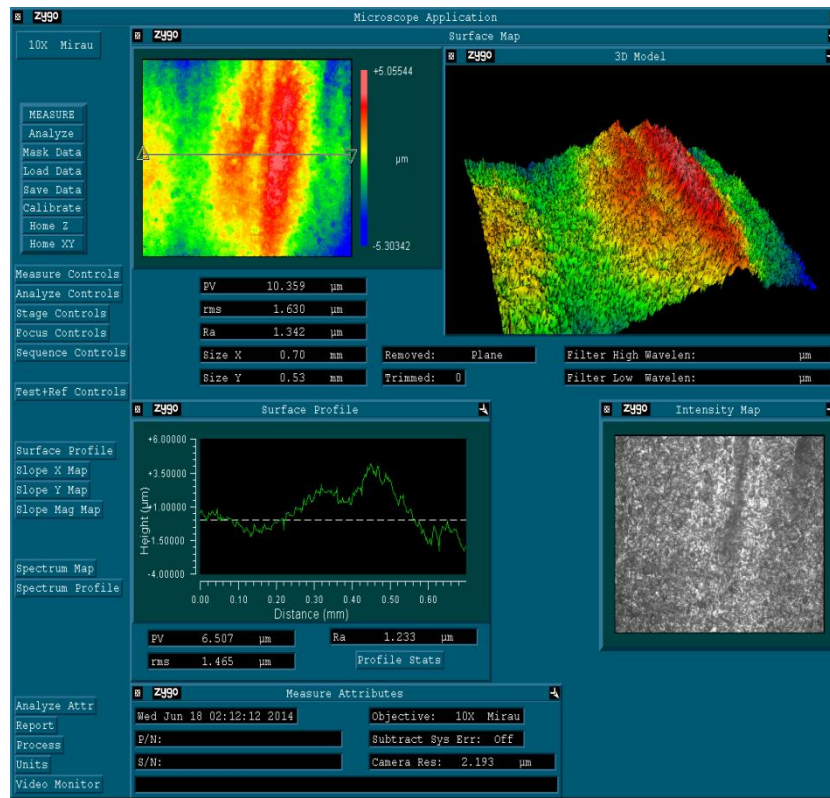 zygo Microscope Application
10X Mirau
MEASURE
Analyze
Mask Data
Load Data
Save Data
Calibrate
Home Z
Home XY
Measure Controls
Analyze Controls
Stage Controls
Focus Controls
Sequence Controls
Test+Ref Controls
Surface Profile
Slope X Map
Slope Y Map
Slope Mag Map
Spectrum Map
Spectrum Profile
Analyze Attr
Report
Process
Units
Video Monitor
zygo Surface Map
+5.05544
µm
-5.30342
zygo 3D Model
PV 10.359 µm
rms 1.630 µm
Ra 1.342 µm
Size X 0.70 mm
Size Y 0.53 mm
Removed: Plane
Trimmed: 0
Filter High Wavelen: µm
Filter Low Wavelen: µm
zygo Surface Profile
+6.00000
+3.50000
+1.00000
-1.50000
-4.00000
Height (µm)
0.00 0.10 0.20 0.30 0.40 0.50 0.60
Distance (mm)
PV 6.507 µm
rms 1.465 µm
Ra 1.233 µm
Profile Stats
zygo Intensity Map
zygo Measure Attributes
Wed Jun 18 02:12:12 2014
P/N:
S/N:
Objective: 10X Mirau
Subtract Sys Err: Off
Camera Res: 2.193 µm